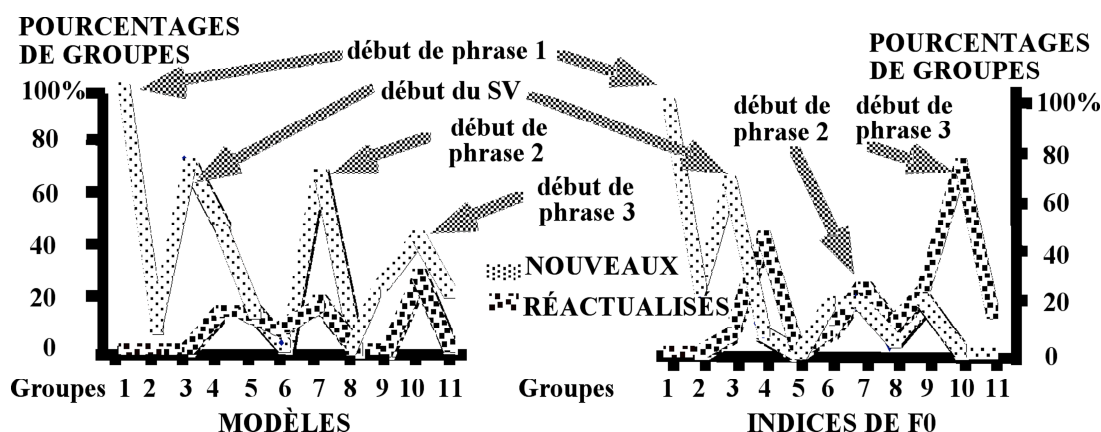 POURCENTAGES
DE GROUPES
début de phrase 1
début du SV
début de
phrase 2
début de
phrase 3
100%
80
60
40
20
0
NOUVEAUX
RÉACTUALISÉS
Groupes 1 2 3 4 5 6 7 8 9 10 11
MODÈLES
POURCENTAGES
DE GROUPES
début de
phrase 2
début de
phrase 3
100%
80
60
40
20
0
Groupes 1 2 3 4 5 6 7 8 9 10 11
INDICES DE F0